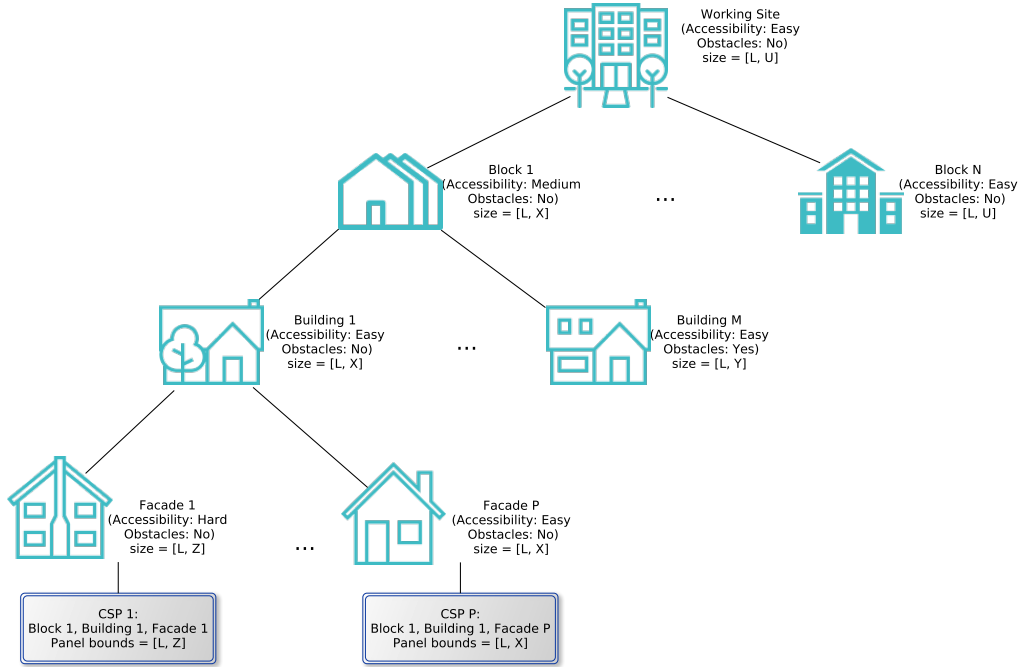 Working Site
(Accessibility: Easy
Obstacles: No)
size = [L, U]
Block 1
(Accessibility: Medium
Obstacles: No)
size = [L, X]
...
Block N
(Accessibility: Easy
Obstacles: No)
size = [L, U]
Building 1
(Accessibility: Easy
Obstacles: No)
size = [L, X]
...
Building M
(Accessibility: Easy
Obstacles: Yes)
size = [L, Y]
Facade 1
(Accessibility: Hard
Obstacles: No)
size = [L, Z]
...
Facade P
(Accessibility: Easy
Obstacles: No)
size = [L, X]
CSP 1:
Block 1, Building 1, Facade 1
Panel bounds = [L, Z]
CSP P:
Block 1, Building 1, Facade P
Panel bounds = [L, X]